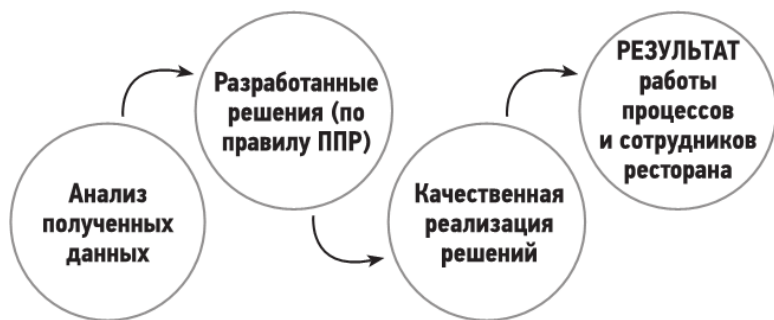 Анализ
полученных
данных
Разработанные
решения (по
правилу ППР)
Качественная
реализация
решений
РЕЗУЛЬТАТ
работы
процессов
и сотрудников
ресторана